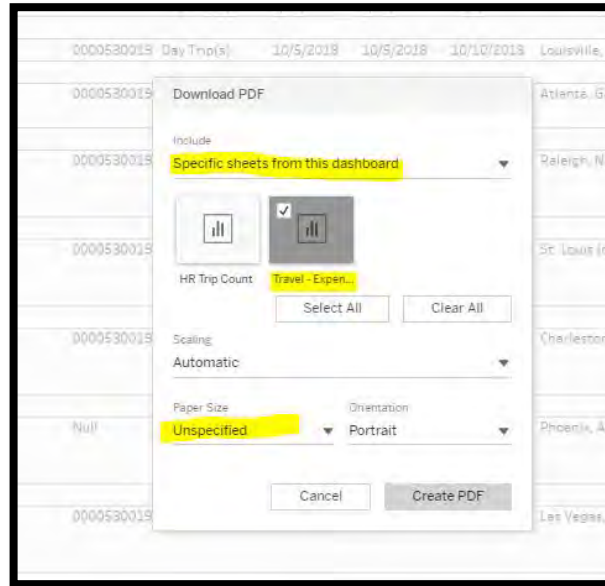 0000530019 Day Trip(s) 10/5/2018 10/5/2018 10/10/2018 Louisville,
0000530019 Atlanta, G
Download PDF
Include
Specific sheets from this dashboard
0000530019 Raleigh, N
HR Trip Count
Travel - Expen...
0000530019 St. Louis
Select All Clear All
Scaling
Automatic
0000530019 Charleston
Paper Size Orientation
Unspecified Portrait
Null Phoenix, A
Cancel Create PDF
0000530019 Las Vegas,